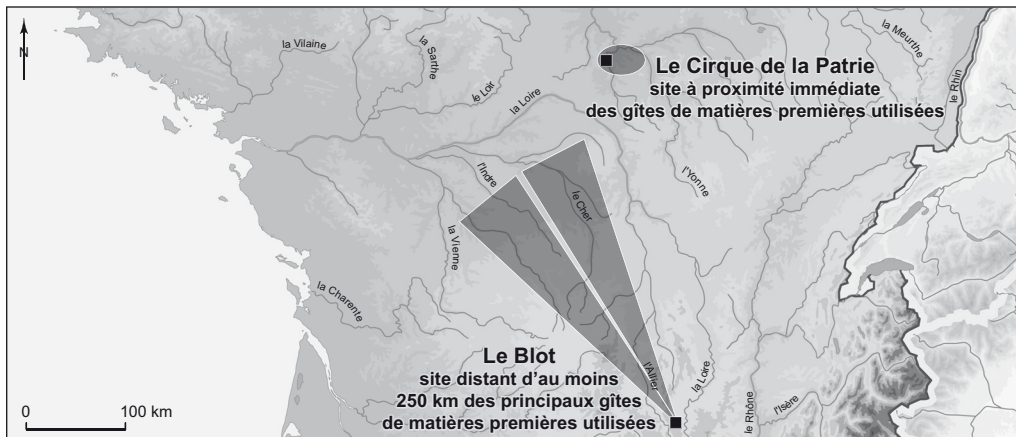 N
la Vilaine
la Sarthe
le Loir
la Loire
la Meurthe
le Rhin
Le Cirque de la Patrie
site à proximité immédiate
des gîtes de matières premières utilisées
l'Indre
le Cher
l'Yonne
la Vienne
la Charente
Le Blot
site distant d'au moins
250 km des principaux gîtes
de matières premières utilisées
l'Allier
la Loire
le Rhône
l'Isère
0 100 km